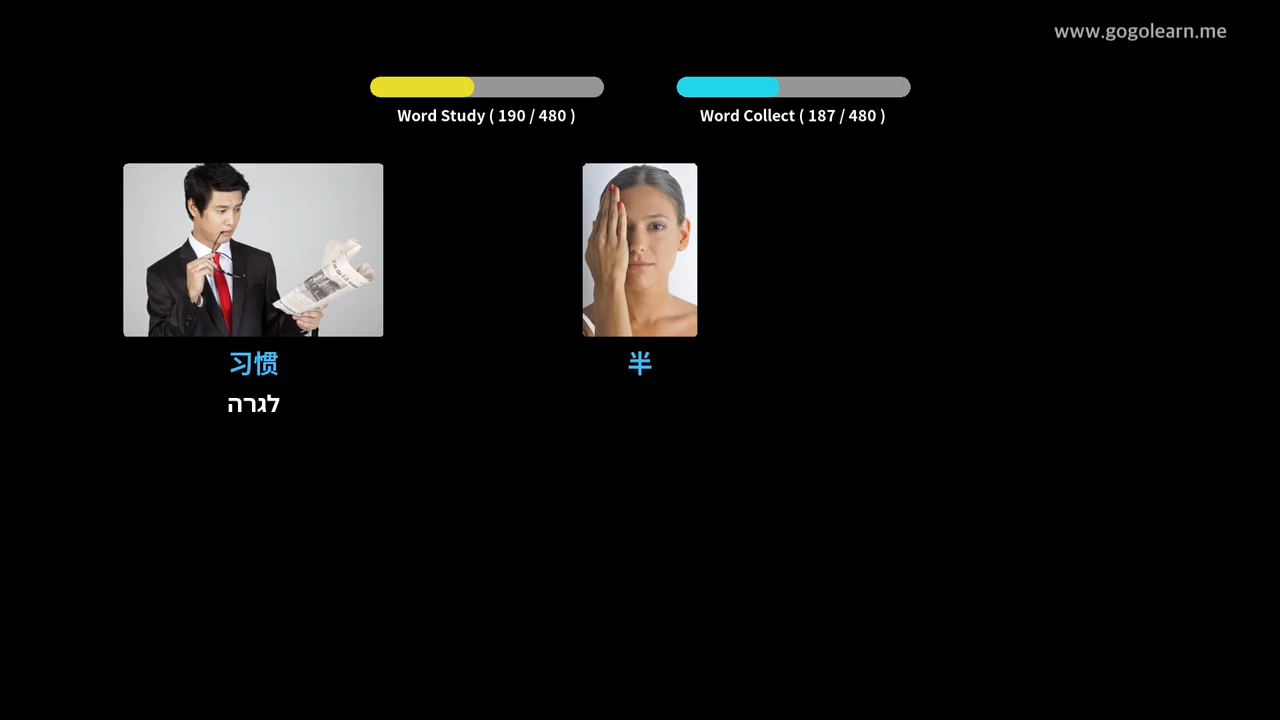 www.gogolearn.me
Word Study ( 190 / 480 )
Word Collect ( 187 / 480 )
习惯
半
לגרה